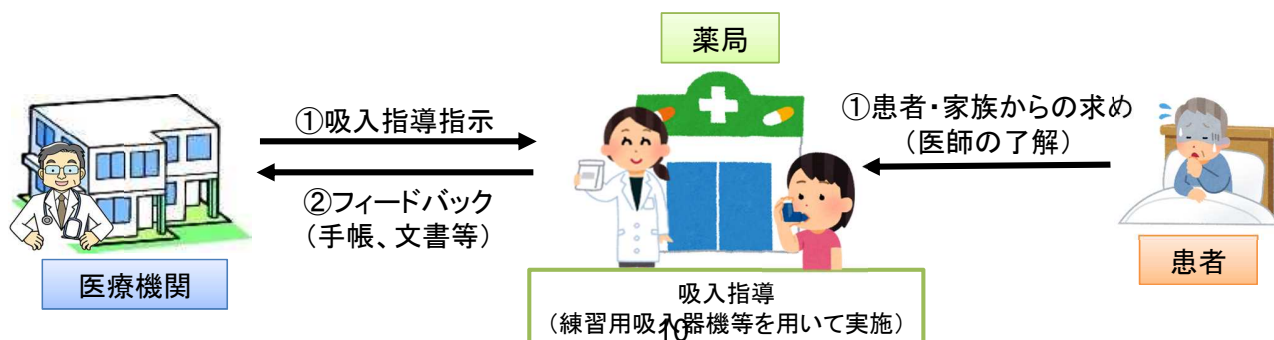 薬局
①吸入指導指示
①患者・家族からの求め
（医師の了解）
②フィードバック
（手帳、文書等）
医療機関
患者
吸入指導
（練習用吸入器機等を用いて実施）
10